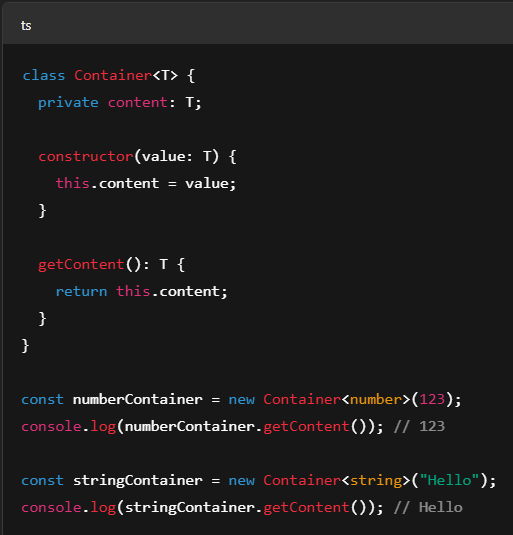 ts
class Container<T> {
  private content: T;
  constructor(value: T) {
    this.content = value;
  }
  getContent(): T {
    return this.content;
  }
}
const numberContainer = new Container<number>(123);
console.log(numberContainer.getContent()); // 123
const stringContainer = new Container<string>("Hello");
console.log(stringContainer.getContent()); // Hello